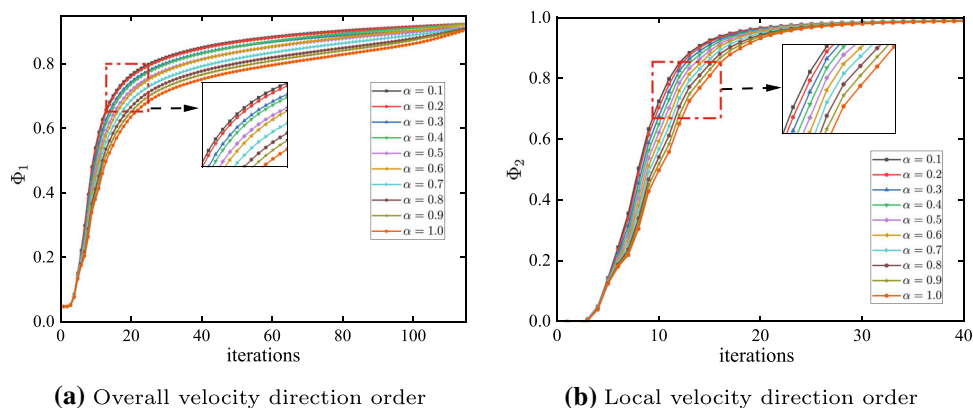 1.0
0.8
0.6
0.4
0.2
0.0
Φ₁
0 20 40 60 80 100
iterations
α = 0.1
α = 0.2
α = 0.3
α = 0.4
α = 0.5
α = 0.6
α = 0.7
α = 0.8
α = 0.9
α = 1.0
(a) Overall velocity direction order
1.0
0.8
0.6
0.4
0.2
0.0
Φ₂
0 10 20 30 40
iterations
α = 0.1
α = 0.2
α = 0.3
α = 0.4
α = 0.5
α = 0.6
α = 0.7
α = 0.8
α = 0.9
α = 1.0
(b) Local velocity direction order